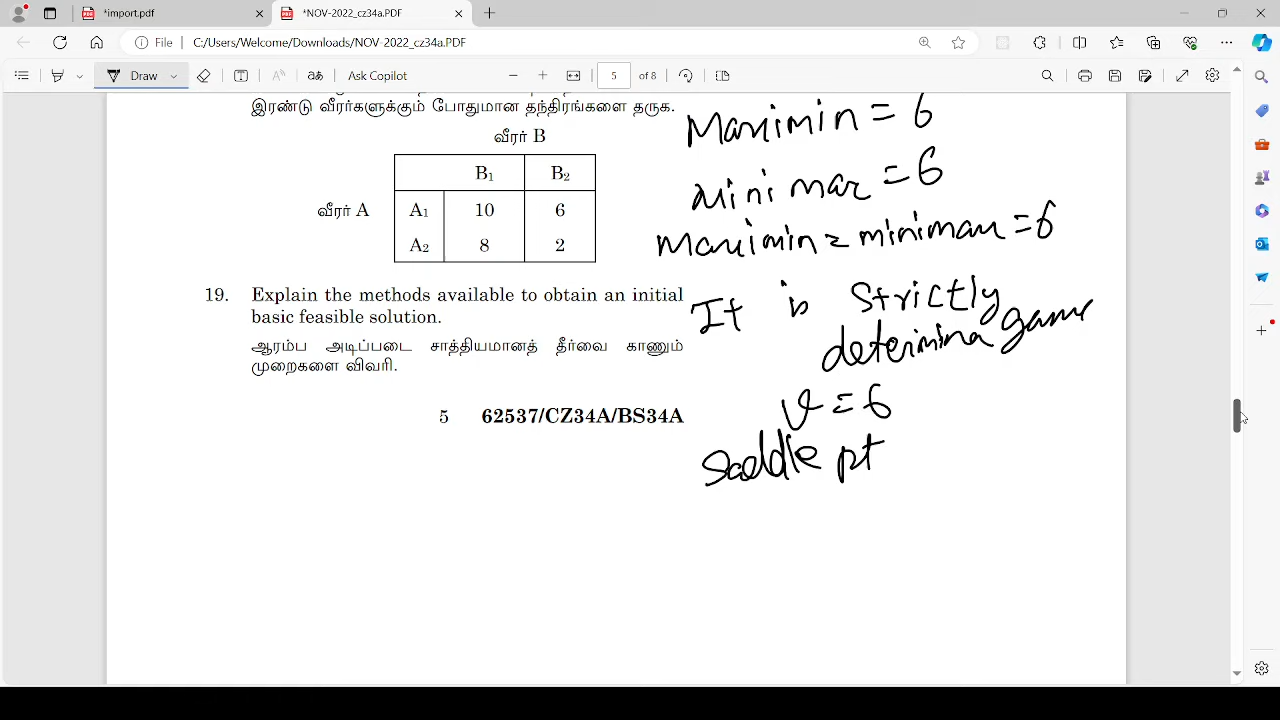 *import.pdf
*NOV-2022_cz34a.PDF
File C:/Users/Welcome/Downloads/NOV-2022_cz34a.PDF
Draw Ask Copilot 5 of 8
இரண்டு வீரர்களுக்கும் போதுமான தந்திரங்களை தருக.
வீரர் B
B1 B2
வீரர் A A1 10 6
A2 8 2
19. Explain the methods available to obtain an initial
basic feasible solution.
ஆரம்ப அடிப்படை சாத்தியமானத் தீர்வை காணும்
முறைகளை விவரி.
5 62537/CZ34A/BS34A
Maximin = 6
Minimax = 6
Maximin = minimax = 6
It is strictly
determina game
v = 6
Saddle pt